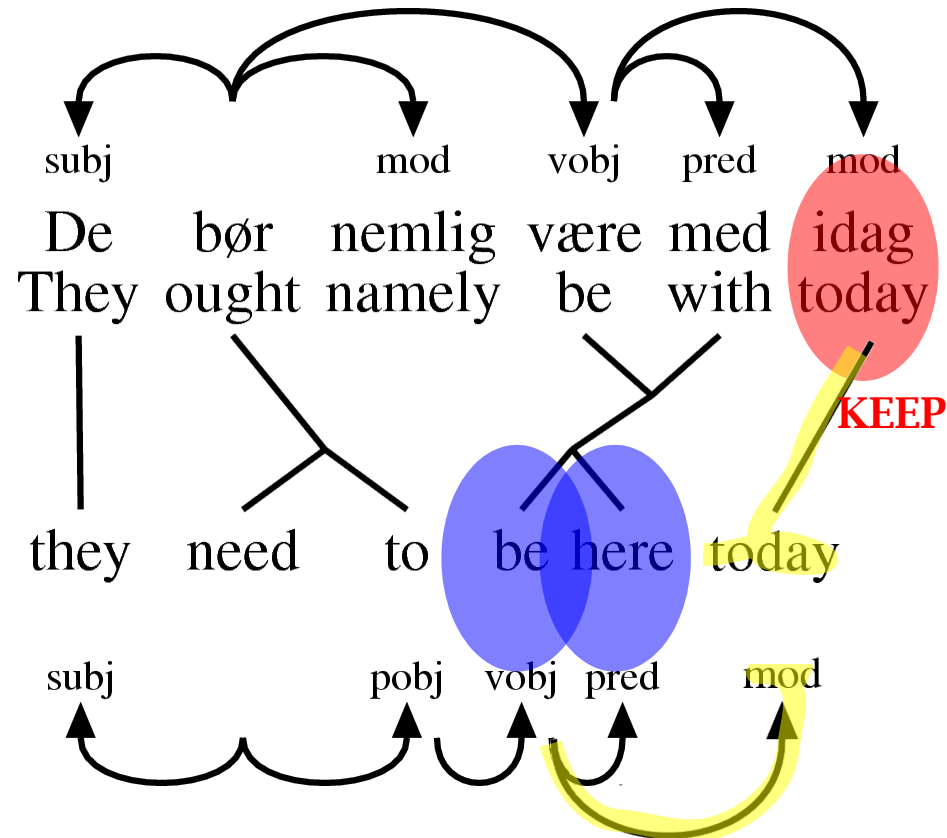 subj mod vobj pred mod
De bør nemlig være med idag
They ought namely be with today
KEEP
they need to be here today
subj pobj vobj pred mod